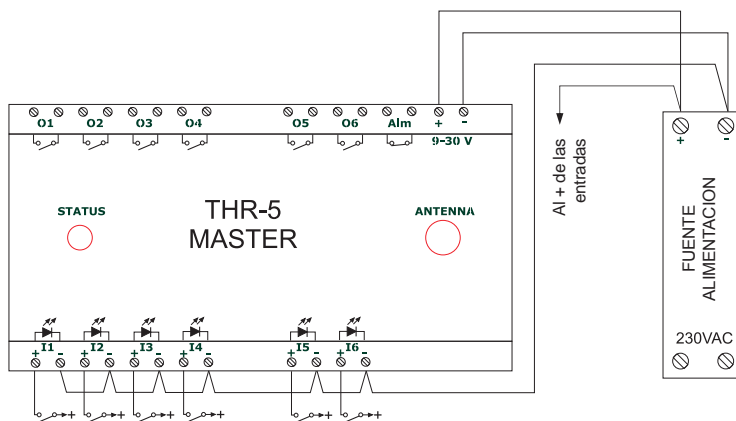 O1 O2 O3 O4 O5 O6 Alm + -
9-30 V
STATUS
THR-5
MASTER
ANTENNA
I1 I2 I3 I4 I5 I6
+ - + - + - + - + - + -
+ + + + + +
Al + de las
entradas
+ -
FUENTE
ALIMENTACION
230VAC